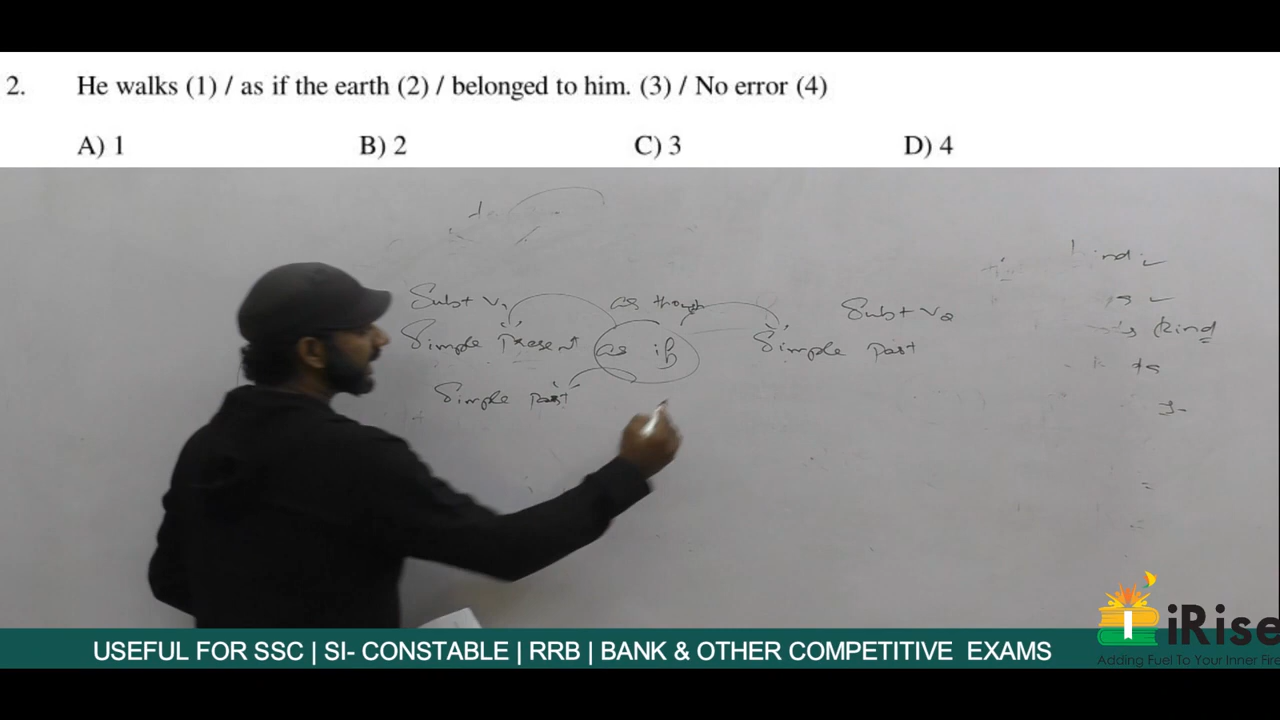 2. He walks (1) / as if the earth (2) / belonged to him. (3) / No error (4)
A) 1 B) 2 C) 3 D) 4
Sub + V1 as though Sub + V2
Simple Present as if Simple Past
Simple Past
kind
USEFUL FOR SSC | SI- CONSTABLE | RRB | BANK & OTHER COMPETITIVE EXAMS
iRise
Adding Fuel To Your Inner Fire